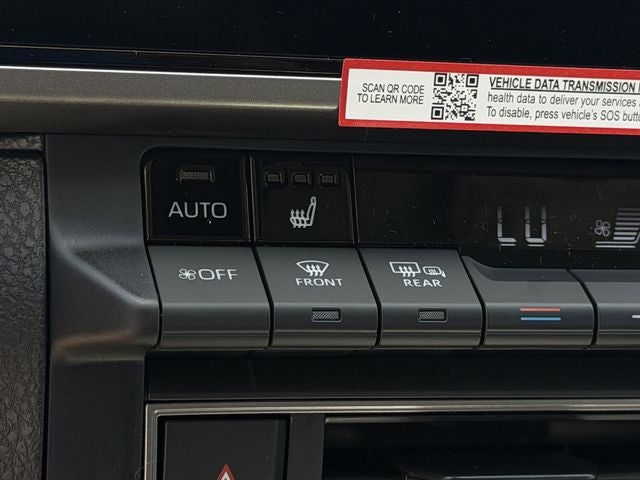 SCAN QR CODE
TO LEARN MORE
VEHICLE DATA TRANSMISSION
health data to deliver your services
To disable, press vehicle's SOS
AUTO
LO
OFF
FRONT
REAR